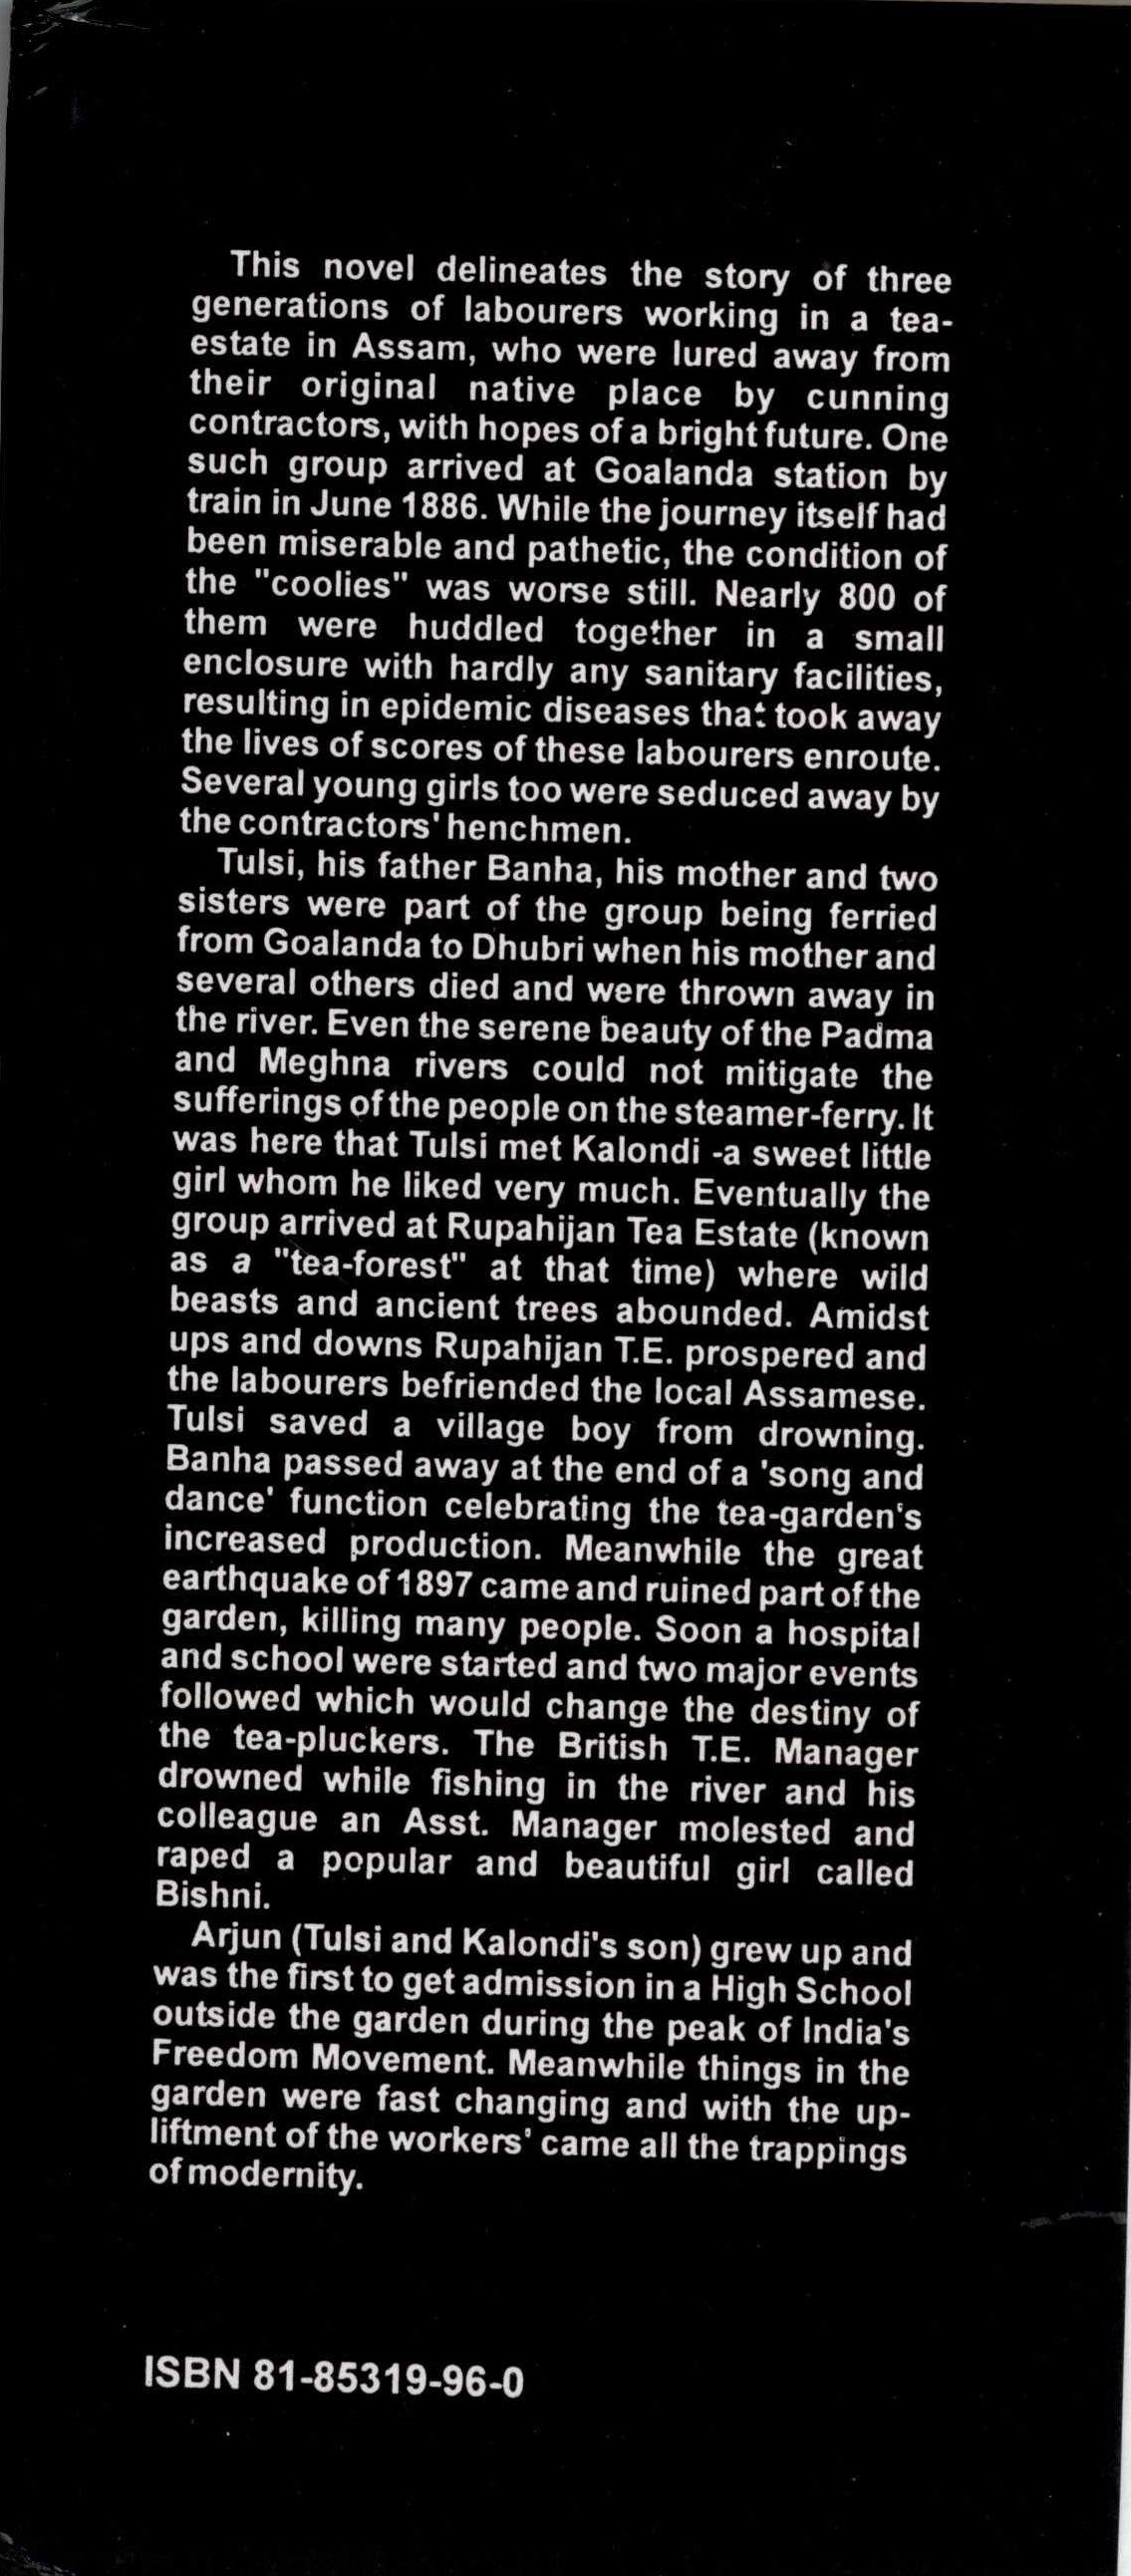 This novel delineates the story of three
generations of labourers working in a tea-
estate in Assam, who were lured away from
their original native place by cunning
contractors, with hopes of a bright future. One
such group arrived at Goalanda station by
train in June 1886. While the journey itself had
been miserable and pathetic, the condition of
the "coolies" was worse still. Nearly 800 of
them were huddled together in a small
enclosure with hardly any sanitary facilities,
resulting in epidemic diseases that took away
the lives of scores of these labourers enroute.
Several young girls too were seduced away by
the contractors' henchmen.
Tulsi, his father Banha, his mother and two
sisters were part of the group being ferried
from Goalanda to Dhubri when his mother and
several others died and were thrown away in
the river. Even the serene beauty of the Padma
and Meghna rivers could not mitigate the
sufferings of the people on the steamer-ferry. It
was here that Tulsi met Kalondi -a sweet little
girl whom he liked very much. Eventually the
group arrived at Rupahijan Tea Estate (known
as a "tea-forest" at that time) where wild
beasts and ancient trees abounded. Amidst
ups and downs Rupahijan T.E. prospered and
the labourers befriended the local Assamese.
Tulsi saved a village boy from drowning.
Banha passed away at the end of a 'song and
dance' function celebrating the tea-garden's
increased production. Meanwhile the great
earthquake of 1897 came and ruined part of the
garden, killing many people. Soon a hospital
and school were started and two major events
followed which would change the destiny of
the tea-pluckers. The British T.E. Manager
drowned while fishing in the river and his
colleague an Asst. Manager molested and
raped a popular and beautiful girl called
Bishni.
Arjun (Tulsi and Kalondi's son) grew up and
was the first to get admission in a High School
outside the garden during the peak of India's
Freedom Movement. Meanwhile things in the
garden were fast changing and with the up-
liftment of the workers' came all the trappings
of modernity.
ISBN 81-85319-96-0